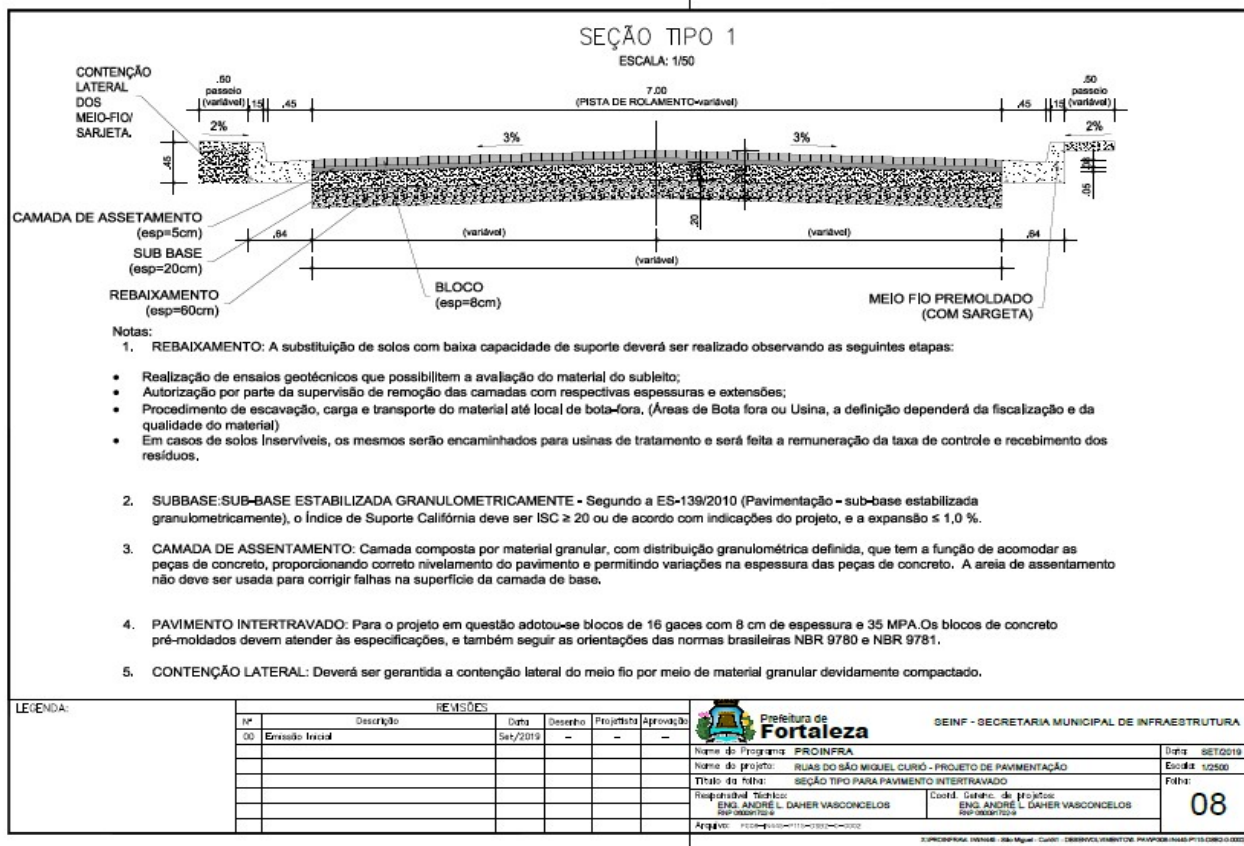 SEÇÃO TIPO 1
ESCALA: 1/50
CONTENÇÃO
LATERAL
DOS
MEIO-FIO/
SARJETA.
.50
passeio
(variável)
.15
.45
7.00
(PISTA DE ROLAMENTO-variável)
.45
.15
.50
passeio
(variável)
2%
3%
3%
2%
.45
.05
.20
CAMADA DE ASSETAMENTO
(esp=5cm)
SUB BASE
(esp=20cm)
REBAIXAMENTO
(esp=60cm)
.64
(variável)
(variável)
.64
(variável)
BLOCO
(esp=8cm)
MEIO FIO PREMOLDADO
(COM SARGETA)
Notas:
1. REBAIXAMENTO: A substituição de solos com baixa capacidade de suporte deverá ser realizado observando as seguintes etapas:
• Realização de ensaios geotécnicos que possibilitem a avaliação do material do subleito;
• Autorização por parte da supervisão de remoção das camadas com respectivas espessuras e extensões;
• Procedimento de escavação, carga e transporte do material até local de bota-fora. (Áreas de Bota fora ou Usina, a definição dependerá da fiscalização e da
qualidade do material)
• Em casos de solos inservíveis, os mesmos serão encaminhados para usinas de tratamento e será feita a remuneração da taxa de controle e recebimento dos
resíduos.
2. SUBBASE:SUB-BASE ESTABILIZADA GRANULOMETRICAMENTE - Segundo a ES-139/2010 (Pavimentação - sub-base estabilizada
granulometricamente), o Índice de Suporte Califórnia deve ser ISC ≥ 20 ou de acordo com indicações do projeto, e a expansão ≤ 1,0 %.
3. CAMADA DE ASSENTAMENTO: Camada composta por material granular, com distribuição granulométrica definida, que tem a função de acomodar as
peças de concreto, proporcionando correto nivelamento do pavimento e permitindo variações na espessura das peças de concreto. A areia de assentamento
não deve ser usada para corrigir falhas na superfície da camada de base.
4. PAVIMENTO INTERTRAVADO: Para o projeto em questão adotou-se blocos de 16 gaces com 8 cm de espessura e 35 MPA.Os blocos de concreto
pré-moldados devem atender às especificações, e também seguir as orientações das normas brasileiras NBR 9780 e NBR 9781.
5. CONTENÇÃO LATERAL: Deverá ser gerantida a contenção lateral do meio fio por meio de material granular devidamente compactado.
LEGENDA:
REVISÕES
Nº Descrição Data Desenho Projetista Aprovação
00 Emissão Inicial Set/2019 - - -
Prefeitura de
Fortaleza
SEINF - SECRETARIA MUNICIPAL DE INFRAESTRUTURA
Nome do Programa: PROINFRA
Data: SET/2019
Nome do projeto: RUAS DO SÃO MIGUEL CURIÓ - PROJETO DE PAVIMENTAÇÃO
Escala: 1/2500
Título da folha: SEÇÃO TIPO PARA PAVIMENTO INTERTRAVADO
Folha:
08
Responsável Técnico:
ENG. ANDRÉ L. DAHER VASCONCELOS
Coord. Gerenc. de projetos:
ENG. ANDRÉ L. DAHER VASCONCELOS
Arquivo: